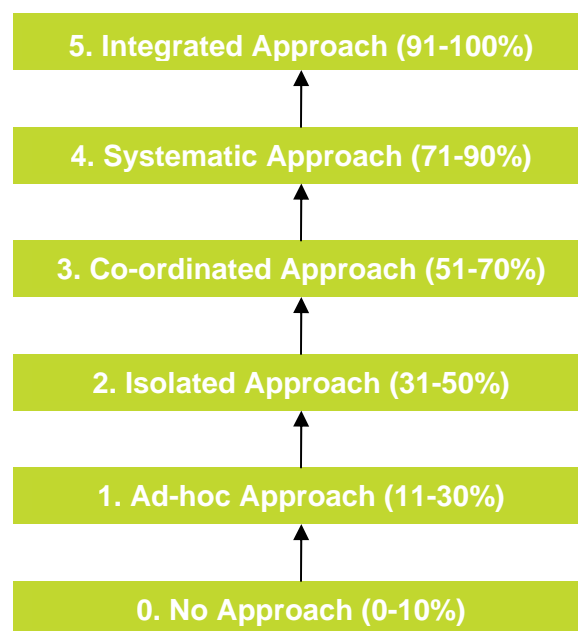 5. Integrated Approach (91-100%)
4. Systematic Approach (71-90%)
3. Co-ordinated Approach (51-70%)
2. Isolated Approach (31-50%)
1. Ad-hoc Approach (11-30%)
0. No Approach (0-10%)